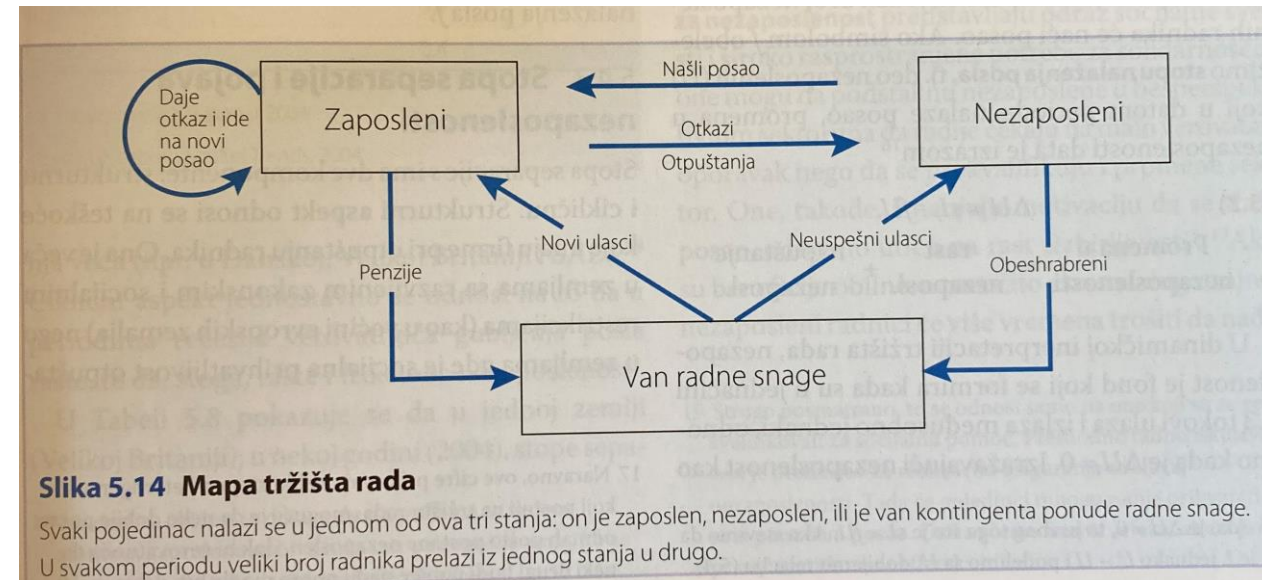 Daje
otkaz i ide
na novi
posao
Zaposleni
Našli posao
Otkazi
Otpuštanja
Nezaposleni
Penzije
Novi ulasci
Neuspešni ulasci
Obeshrabreni
Van radne snage
Slika 5.14 Mapa tržišta rada
Svaki pojedinac nalazi se u jednom od ova tri stanja: on je zaposlen, nezaposlen, ili je van kontingenta ponude radne snage.
U svakom periodu veliki broj radnika prelazi iz jednog stanja u drugo.